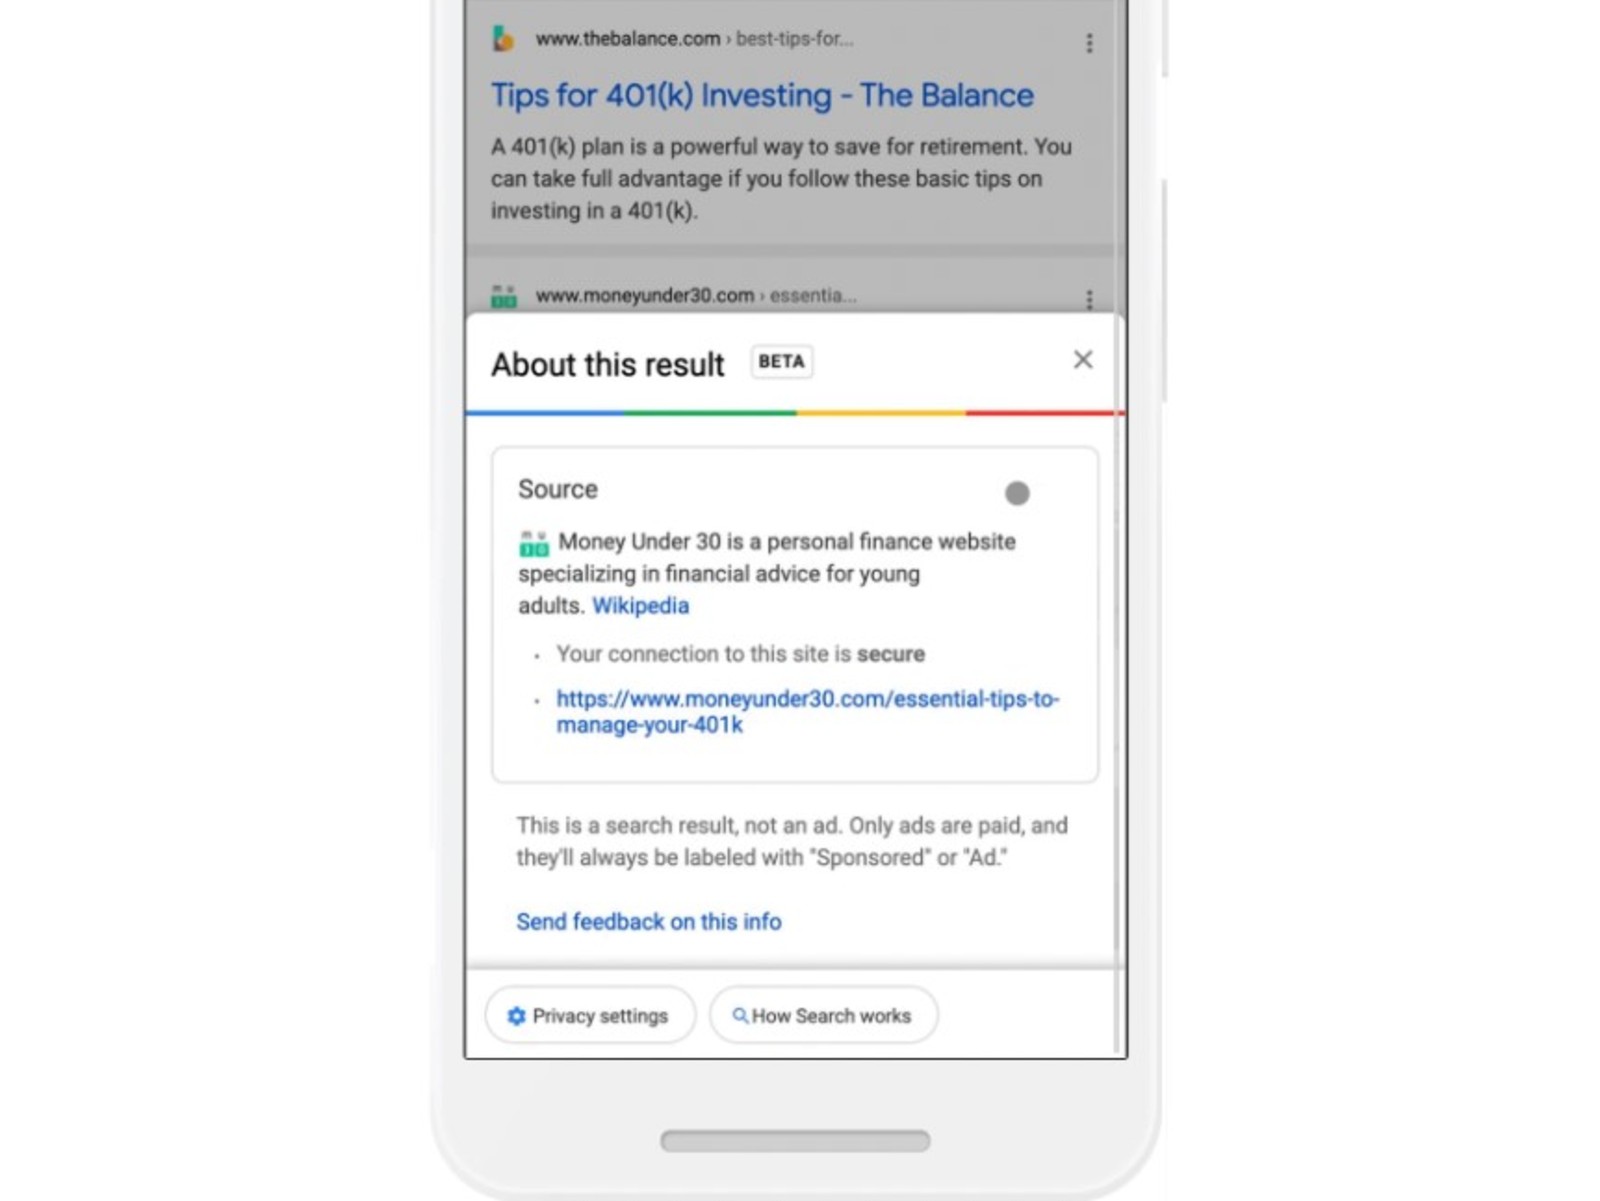 www.thebalance.com › best-tips-for...
Tips for 401(k) Investing - The Balance
A 401(k) plan is a powerful way to save for retirement. You
can take full advantage if you follow these basic tips on
investing in a 401(k).
www.moneyunder30.com › essentia...
About this result BETA
Source
Money Under 30 is a personal finance website
specializing in financial advice for young
adults. Wikipedia
· Your connection to this site is secure
· https://www.moneyunder30.com/essential-tips-to-
manage-your-401k
This is a search result, not an ad. Only ads are paid, and
they'll always be labeled with "Sponsored" or "Ad."
Send feedback on this info
Privacy settings How Search works